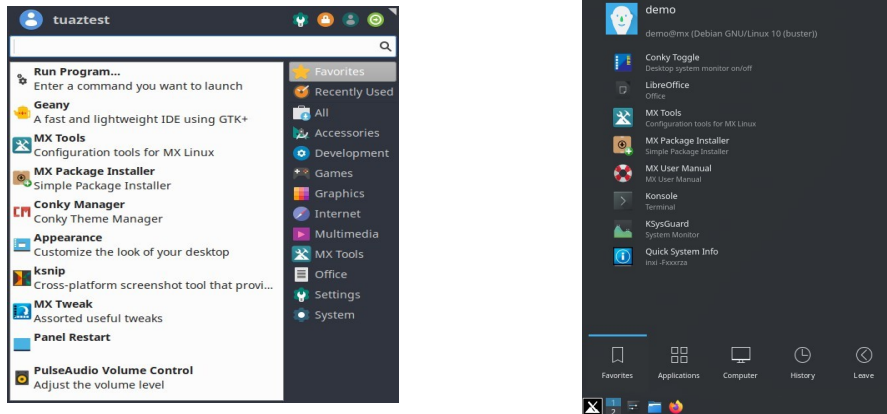 tuaztest
Run Program...
Enter a command you want to launch
Geany
A fast and lightweight IDE using GTK+
MX Tools
Configuration tools for MX Linux
MX Package Installer
Simple Package Installer
Conky Manager
Conky Theme Manager
Appearance
Customize the look of your desktop
ksnip
Cross-platform screenshot tool that provi...
MX Tweak
Assorted useful tweaks
Panel Restart
PulseAudio Volume Control
Adjust the volume level
Favorites
Recently Used
All
Accessories
Development
Games
Graphics
Internet
Multimedia
MX Tools
Office
Settings
System
demo
demo@mx (Debian GNU/Linux 10 (buster))
Conky Toggle
Desktop system monitor on/off
LibreOffice
Office
MX Tools
Configuration tools for MX Linux
MX Package Installer
Simple Package Installer
MX User Manual
MX User Manual
Konsole
Terminal
KSysGuard
System Monitor
Quick System Info
inxi -Fxxxrza
Favorites
Applications
Computer
History
Leave
1
2